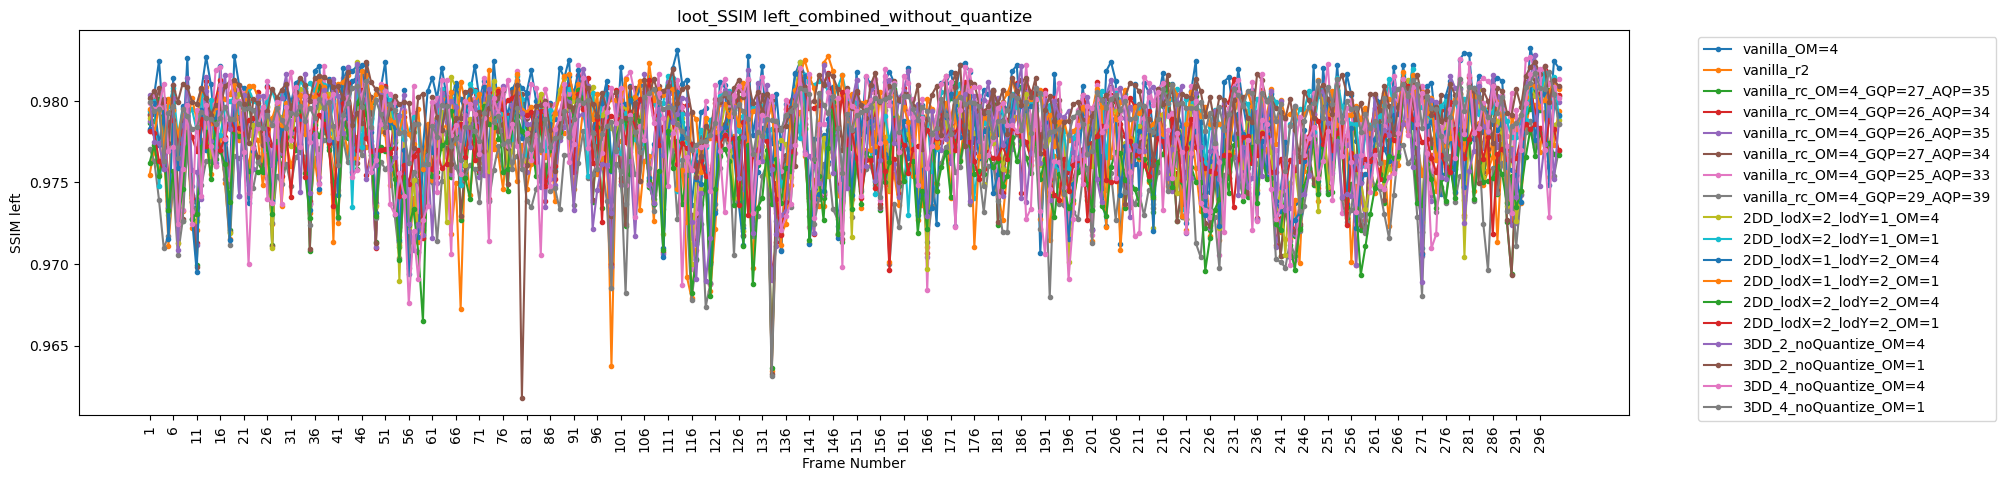 loot_SSIM left_combined_without_quantize
SSIM left
0.980
0.975
0.970
0.965
1 6 11 16 21 26 31 36 41 46 51 56 61 66 71 76 81 86 91 96 101 106 111 116 121 126 131 136 141 146 151 156 161 166 171 176 181 186 191 196 201 206 211 216 221 226 231 236 241 246 251 256 261 266 271 276 281 286 291 296
Frame Number
vanilla_OM=4
vanilla_r2
vanilla_rc_OM=4_GQP=27_AQP=35
vanilla_rc_OM=4_GQP=26_AQP=34
vanilla_rc_OM=4_GQP=26_AQP=35
vanilla_rc_OM=4_GQP=27_AQP=34
vanilla_rc_OM=4_GQP=25_AQP=33
vanilla_rc_OM=4_GQP=29_AQP=39
2DD_lodX=2_lodY=1_OM=4
2DD_lodX=2_lodY=1_OM=1
2DD_lodX=1_lodY=2_OM=4
2DD_lodX=1_lodY=2_OM=1
2DD_lodX=2_lodY=2_OM=4
2DD_lodX=2_lodY=2_OM=1
3DD_2_noQuantize_OM=4
3DD_2_noQuantize_OM=1
3DD_4_noQuantize_OM=4
3DD_4_noQuantize_OM=1